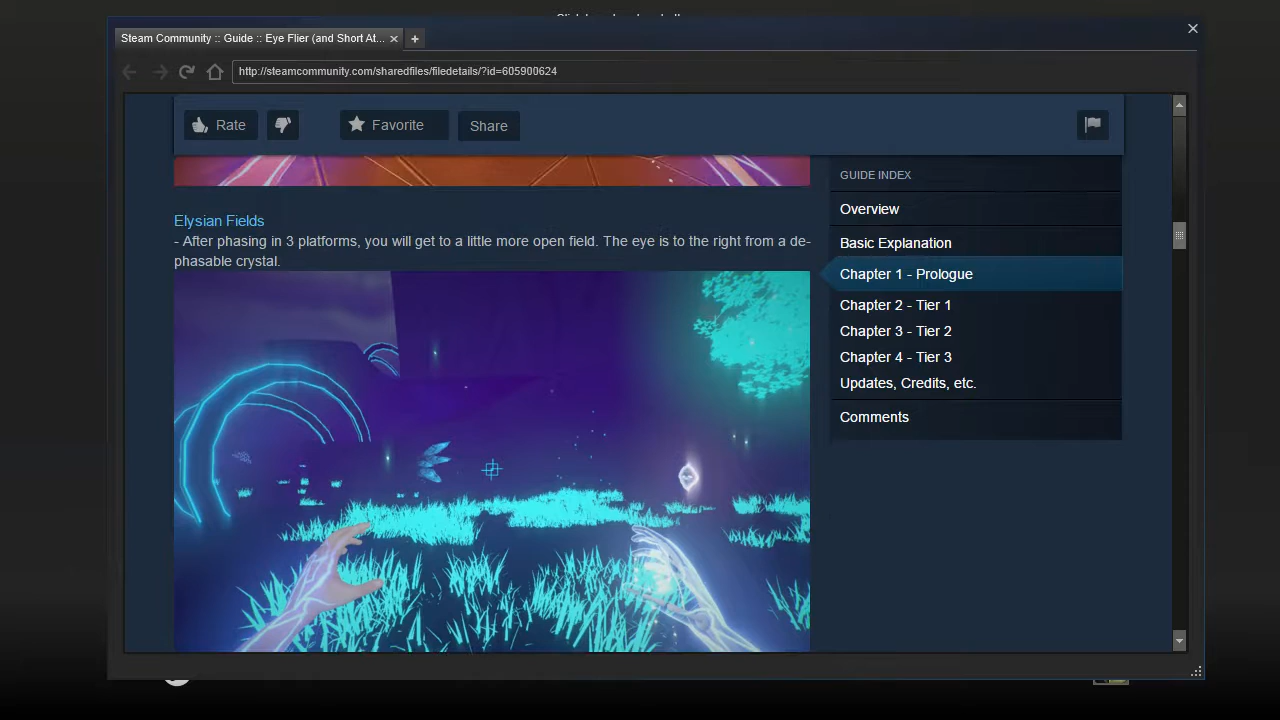 Steam Community :: Guide :: Eye Flier (and Short At...
http://steamcommunity.com/sharedfiles/filedetails/?id=605900624
Rate
Favorite
Share
Elysian Fields
- After phasing in 3 platforms, you will get to a little more open field. The eye is to the right from a de-
phasable crystal.
GUIDE INDEX
Overview
Basic Explanation
Chapter 1 - Prologue
Chapter 2 - Tier 1
Chapter 3 - Tier 2
Chapter 4 - Tier 3
Updates, Credits, etc.
Comments